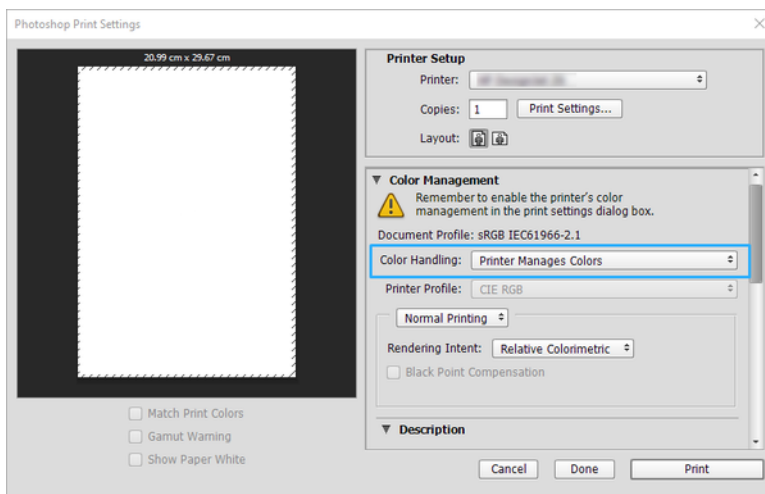 Photoshop Print Settings
20.99 cm x 29.67 cm
Match Print Colors
Gamut Warning
Show Paper White
Printer Setup
Printer:
Copies: 1 Print Settings...
Layout:
Color Management
Remember to enable the printer's color
management in the print settings dialog box.
Document Profile: sRGB IEC61966-2.1
Color Handling: Printer Manages Colors
Printer Profile: CIE RGB
Normal Printing
Rendering Intent: Relative Colorimetric
Black Point Compensation
Description
Cancel Done Print